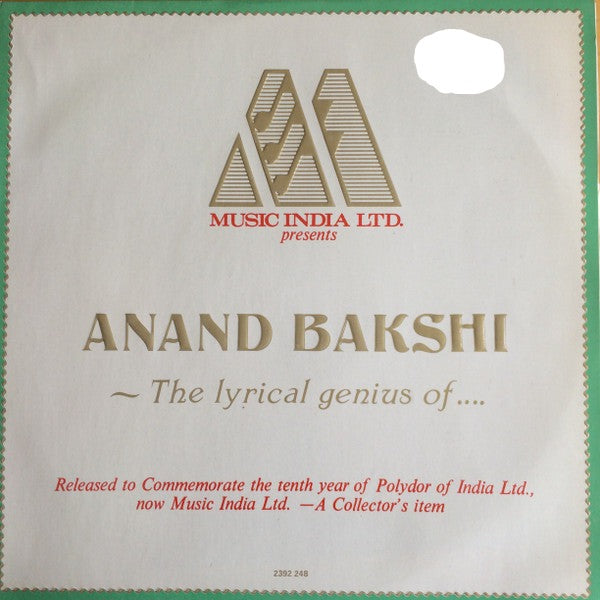 MUSIC INDIA LTD.
presents
ANAND BAKSHI
~ The lyrical genius of....
Released to Commemorate the tenth year of Polydor of India Ltd.,
now Music India Ltd. —A Collector's item
2392 248